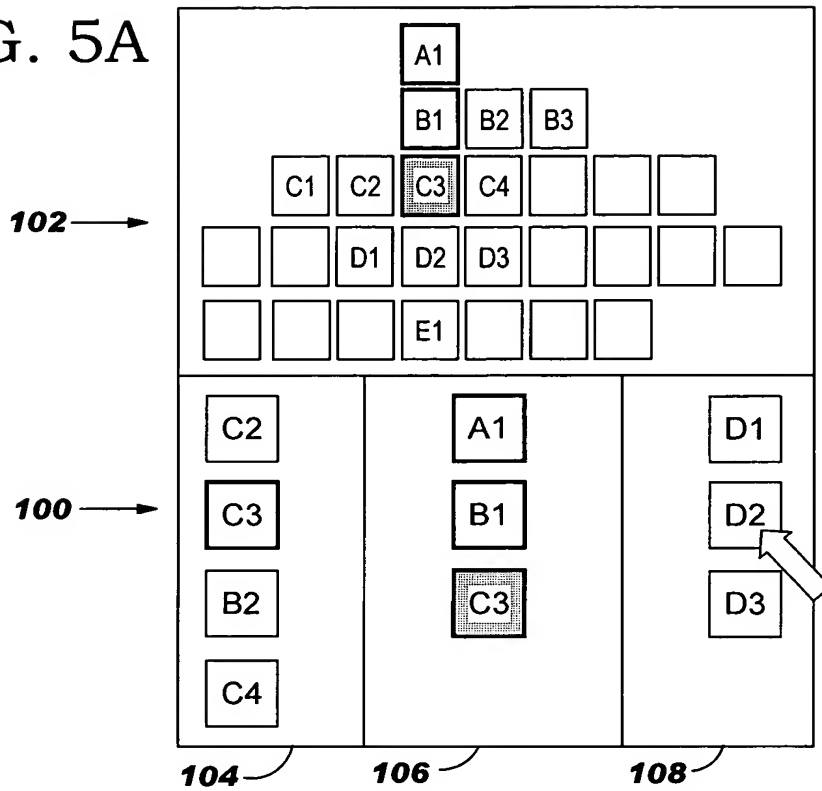 G. 5A
A1
B1 B2 B3
C1 C2 C3 C4
102
D1 D2 D3
E1
C2 A1 D1
100
C3 B1 D2
B2 C3 D3
C4
104 106 108